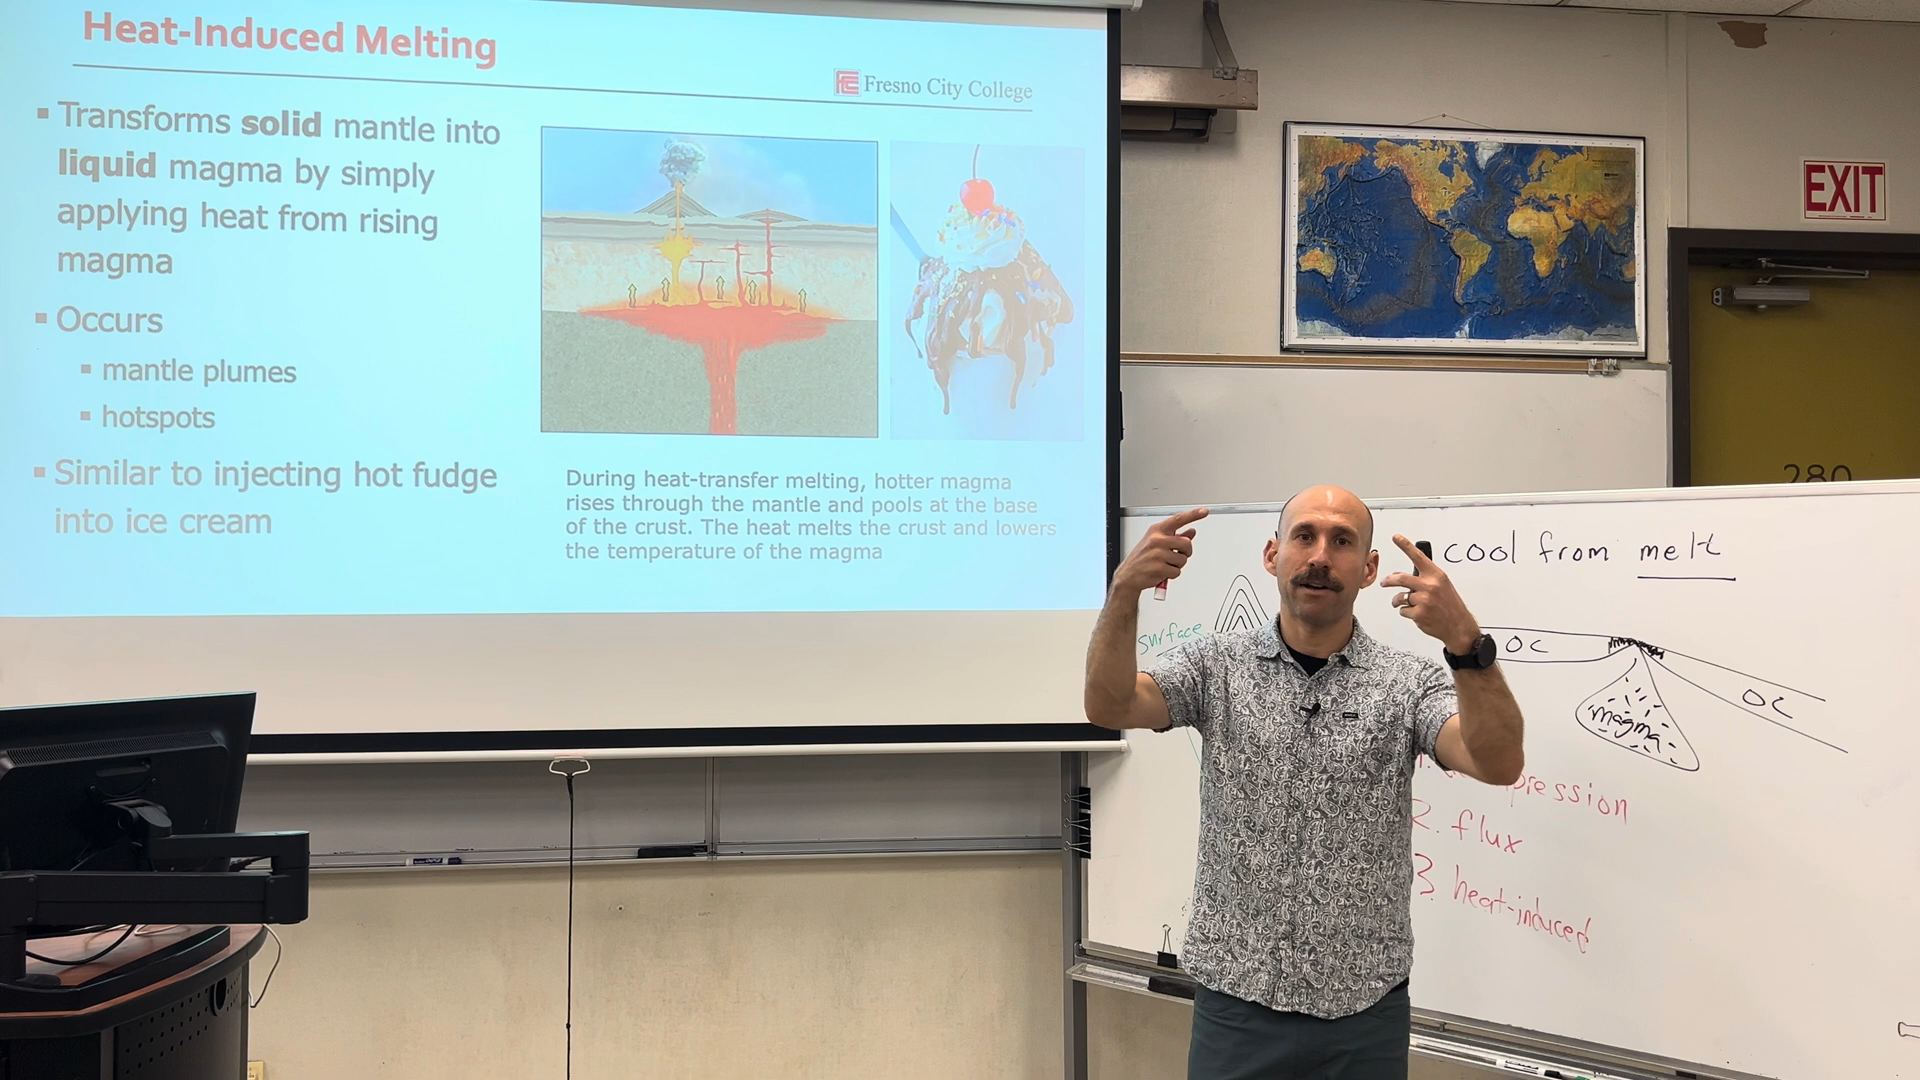 Heat-Induced Melting
Fresno City College
▪ Transforms solid mantle into
liquid magma by simply
applying heat from rising
magma
▪ Occurs
▪ mantle plumes
▪ hotspots
▪ Similar to injecting hot fudge
into ice cream
During heat-transfer melting, hotter magma
rises through the mantle and pools at the base
of the crust. The heat melts the crust and lowers
the temperature of the magma
EXIT
280
cool from melt
surface
OC
OC
magma
pression
2. flux
3. heat-induced